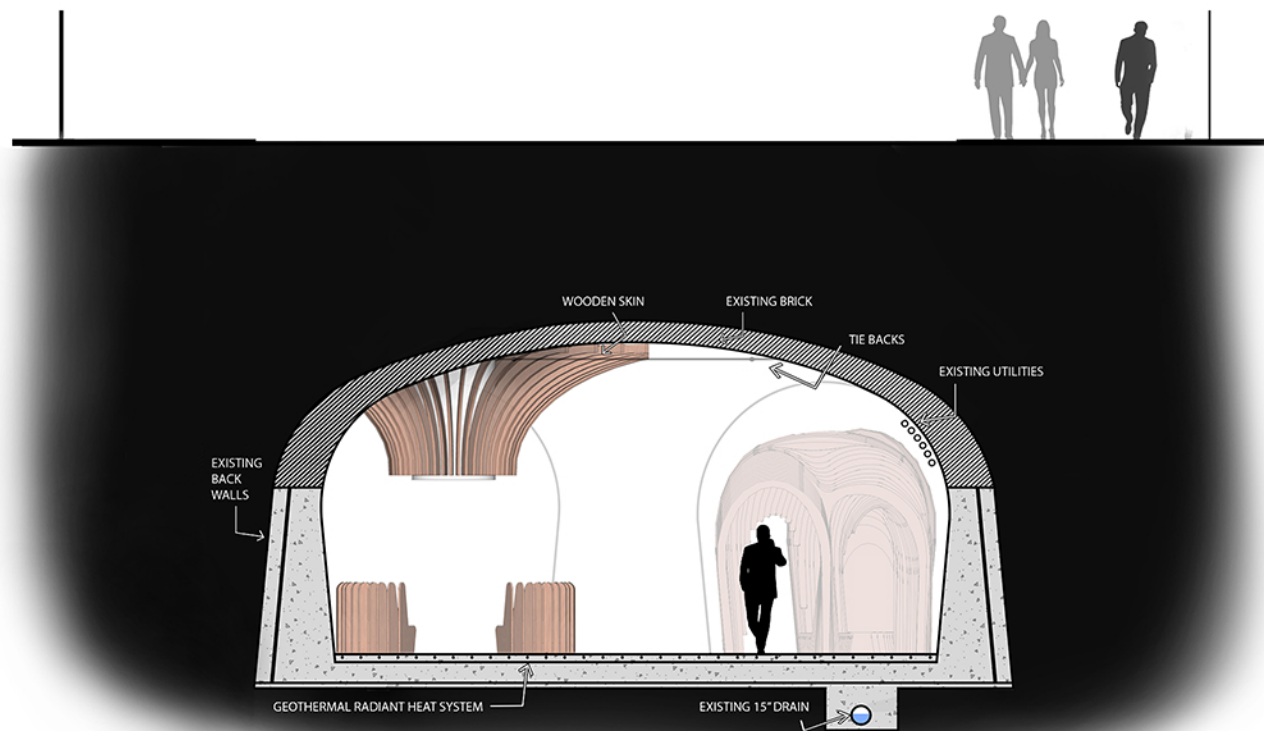 WOODEN SKIN
EXISTING BRICK
TIE BACKS
EXISTING UTILITIES
EXISTING
BACK
WALLS
GEOTHERMAL RADIANT HEAT SYSTEM
EXISTING 15" DRAIN